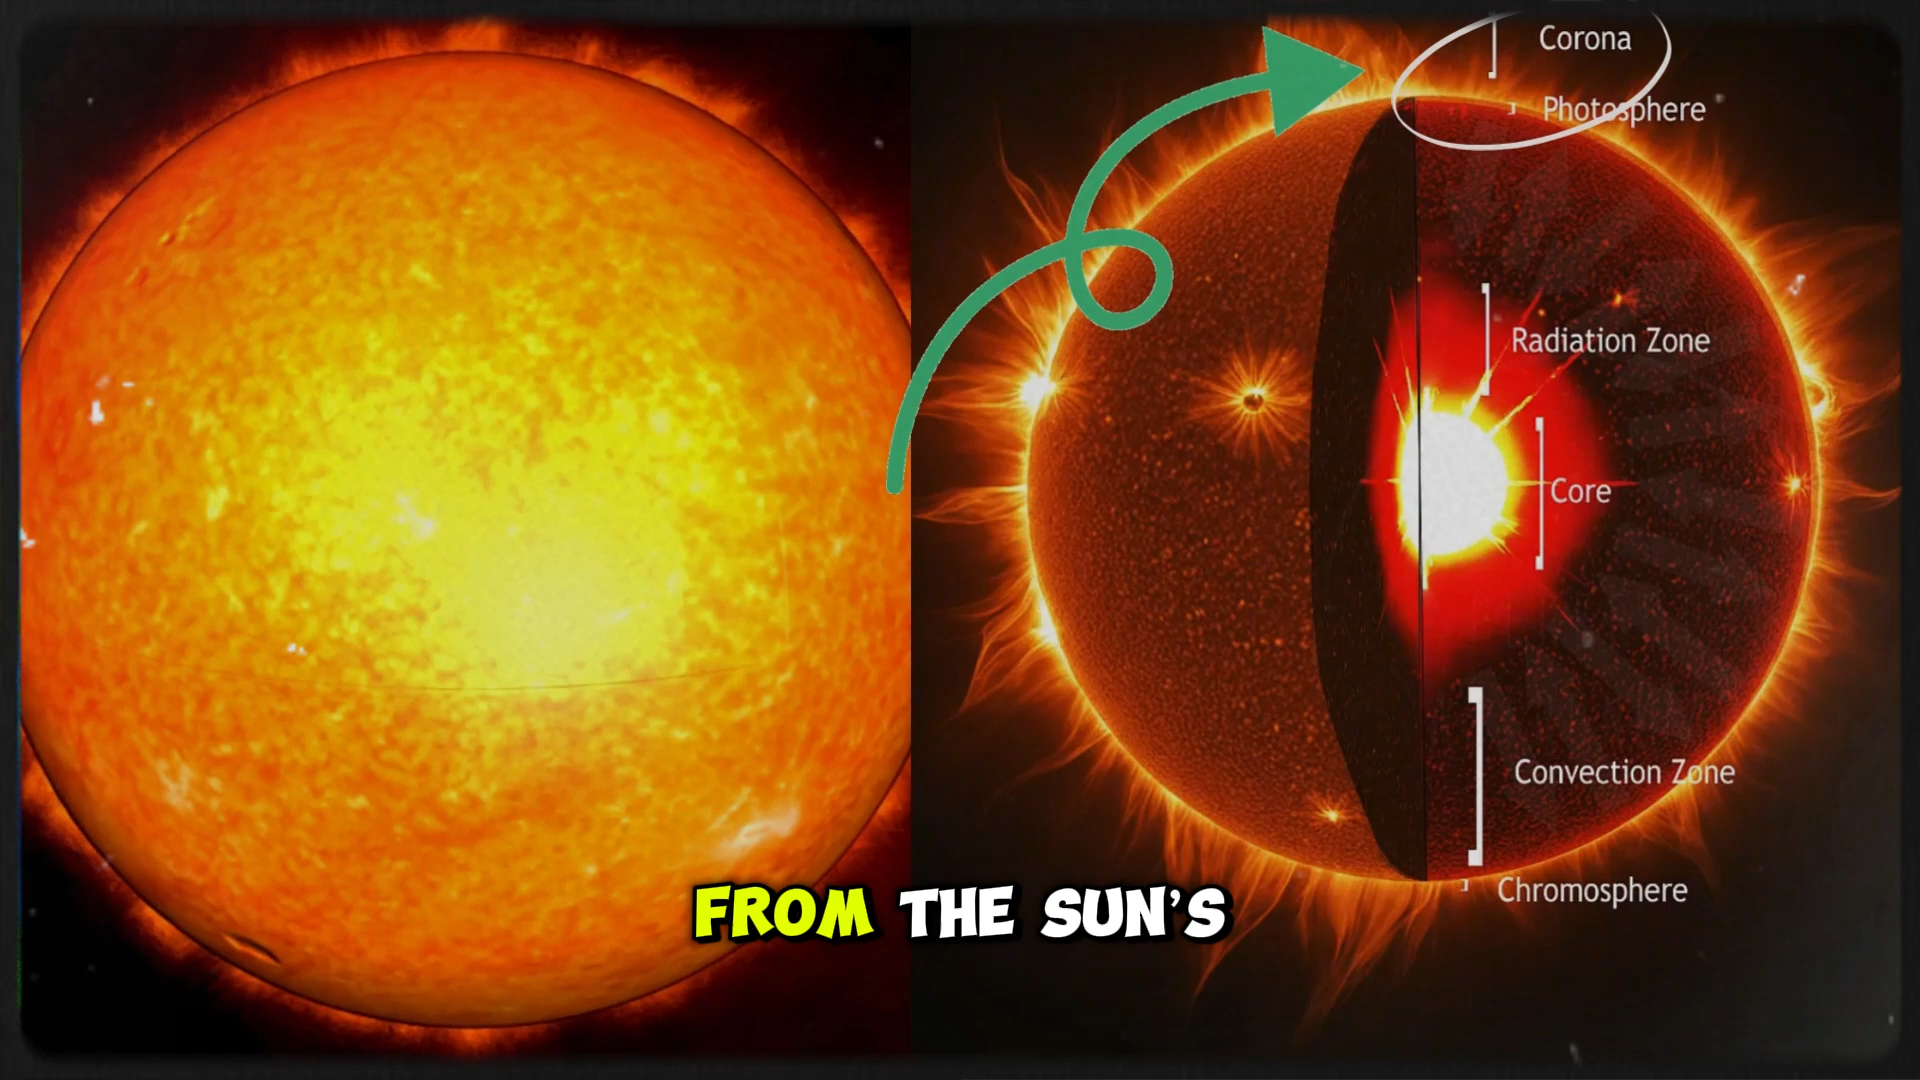 Corona
Photosphere
Radiation Zone
Core
Convection Zone
Chromosphere
FROM THE SUN'S